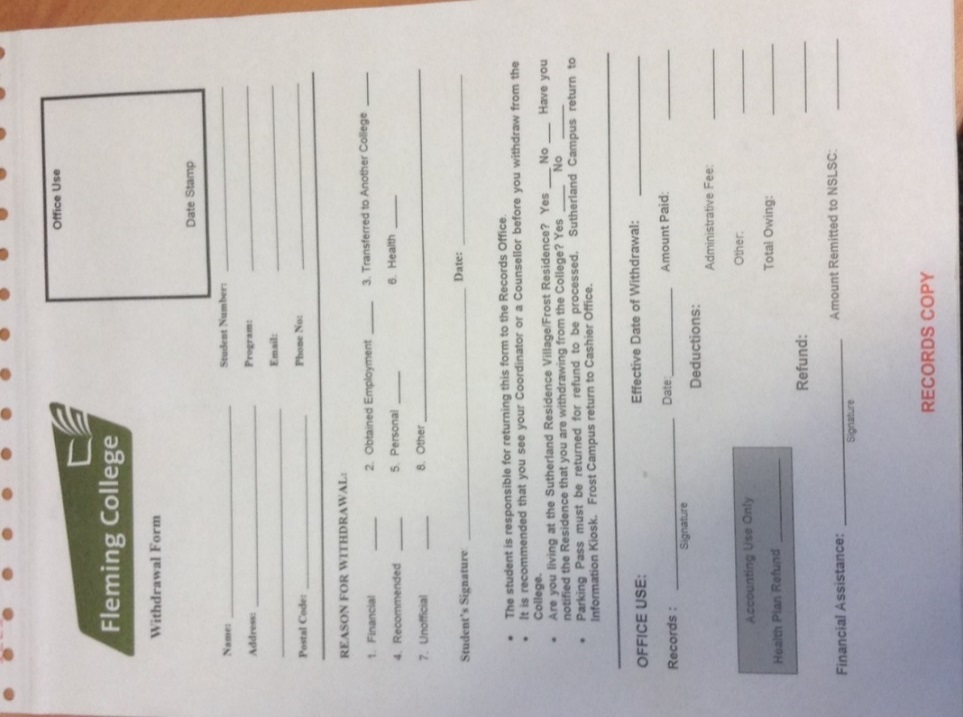 Fleming College
Office Use
Date Stamp
Withdrawal Form
Name: Student Number:
Address: Program:
Email:
Postal Code: Phone No:
REASON FOR WITHDRAWAL:
1. Financial 2. Obtained Employment 3. Transferred to Another College
4. Recommended 5. Personal 6. Health
7. Unofficial 8. Other
Student's Signature Date:
• The student is responsible for returning this form to the Records Office.
• It is recommended that you see your Coordinator or a Counsellor before you withdraw from the
College.
• Are you living at the Sutherland Residence Village/Frost Residence? Yes ___ No ___ Have you
notified the Residence that you are withdrawing from the College? Yes ____ No ____
• Parking Pass must be returned for refund to be processed. Sutherland Campus return to
Information Kiosk. Frost Campus return to Cashier Office.
OFFICE USE: Effective Date of Withdrawal:
Records : Date: Amount Paid:
Signature
Deductions:
Administrative Fee:
Accounting Use Only
Other:
Health Plan Refund
Total Owing:
Refund:
Financial Assistance: Amount Remitted to NSLSC:
Signature
RECORDS COPY